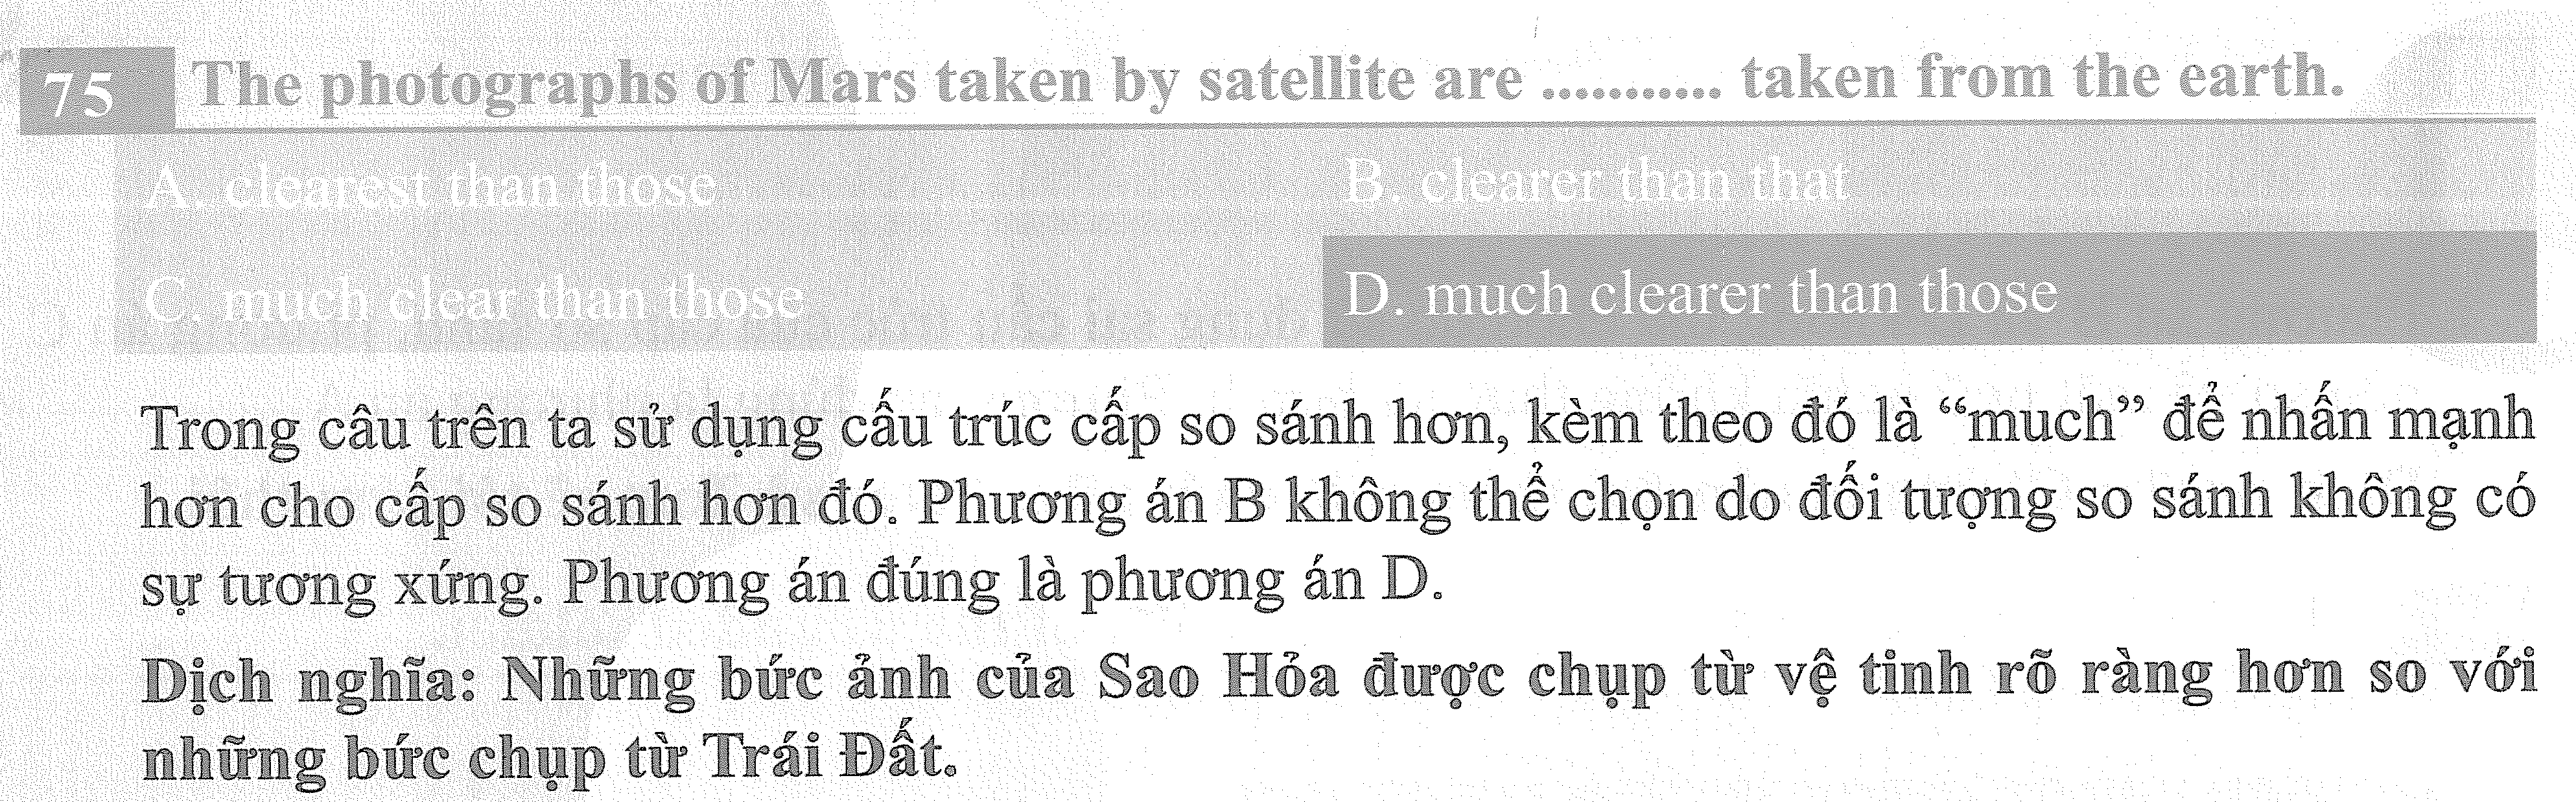 75 The photographs of Mars taken by satellite are ........... taken from the earth.
A. clearest than those B. clearer than that
C. much clear than those D. much clearer than those
Trong câu trên ta sử dụng cấu trúc cấp so sánh hơn, kèm theo đó là “much” để nhấn mạnh
hơn cho cấp so sánh hơn đó. Phương án B không thể chọn do đối tượng so sánh không có
sự tương xứng. Phương án đúng là phương án D.
Dịch nghĩa: Những bức ảnh của Sao Hỏa được chụp từ vệ tinh rõ ràng hơn so với
những bức chụp từ Trái Đất.